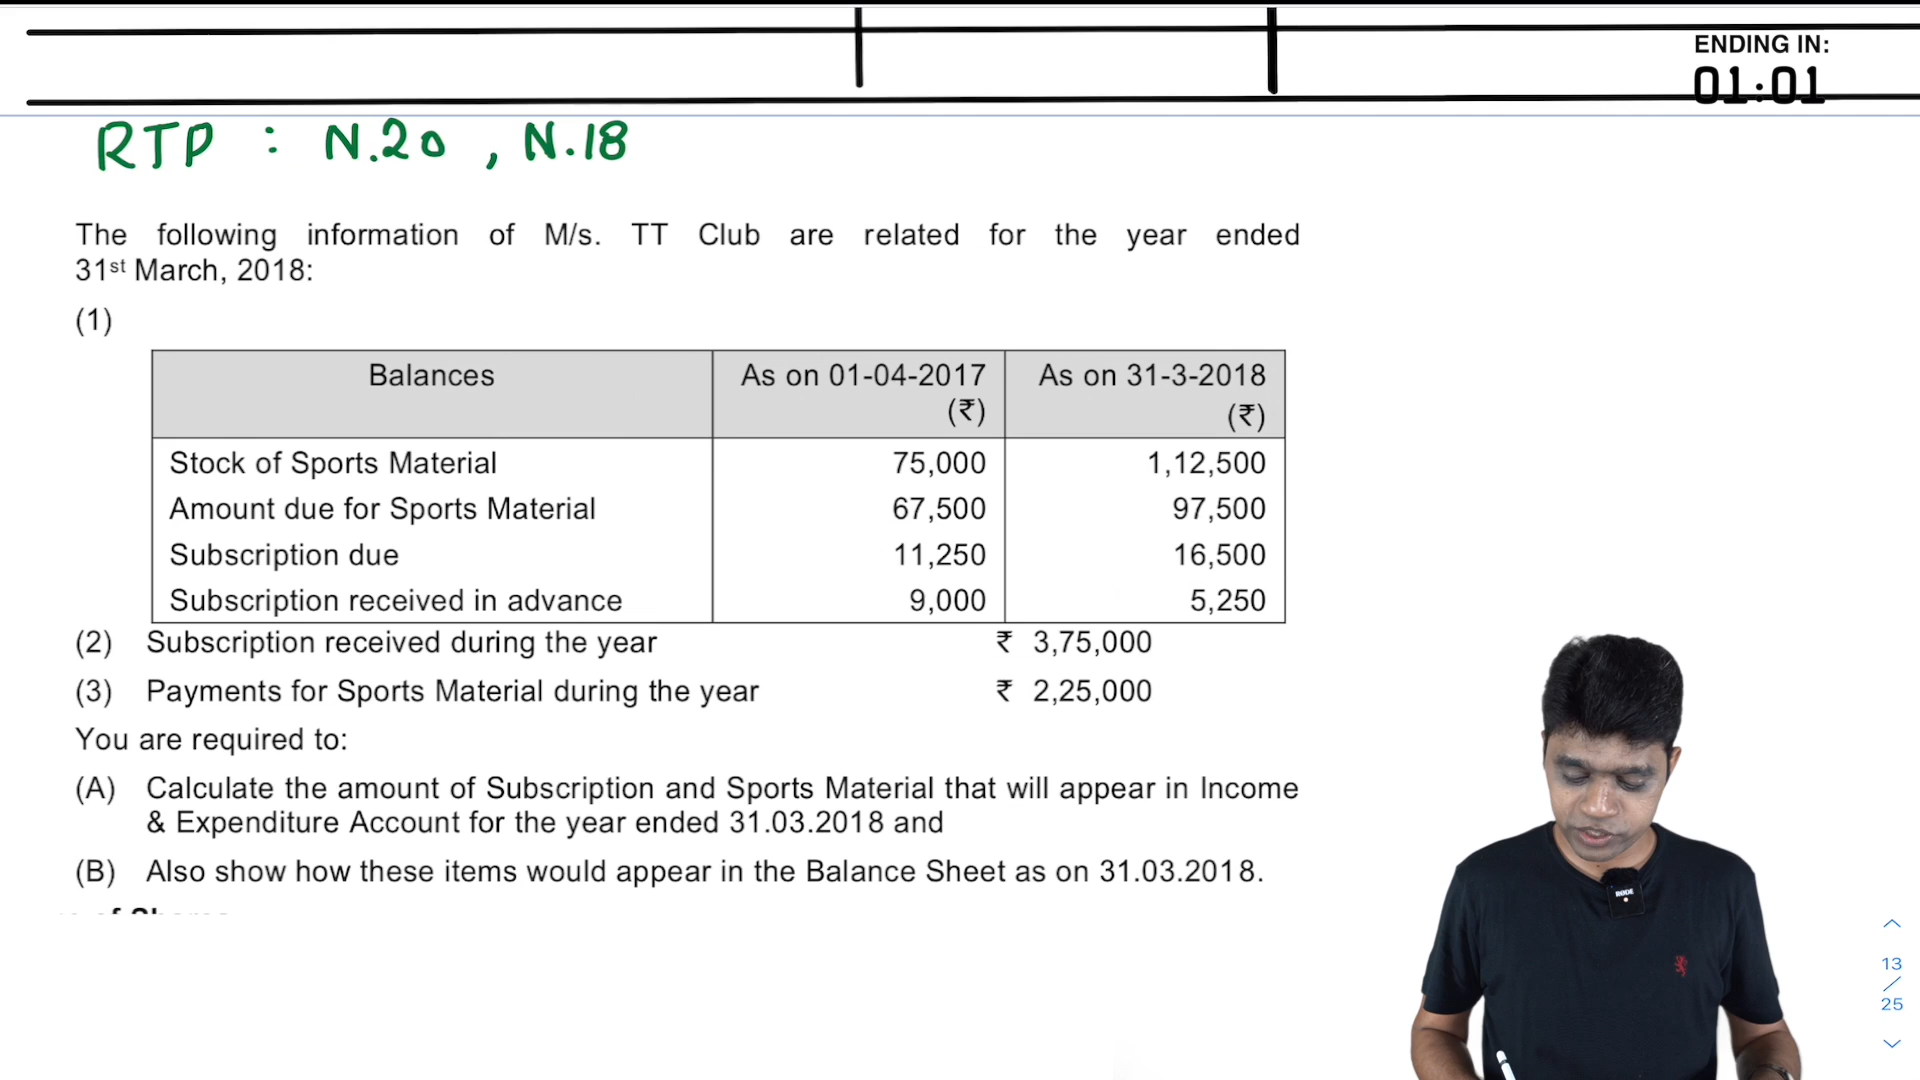 ENDING IN:
01:01
RTP : N.20 , N.18
The following information of M/s. TT Club are related for the year ended
31st March, 2018:
(1)
Balances As on 01-04-2017 (₹) As on 31-3-2018 (₹)
Stock of Sports Material 75,000 1,12,500
Amount due for Sports Material 67,500 97,500
Subscription due 11,250 16,500
Subscription received in advance 9,000 5,250
(2) Subscription received during the year ₹ 3,75,000
(3) Payments for Sports Material during the year ₹ 2,25,000
You are required to:
(A) Calculate the amount of Subscription and Sports Material that will appear in Income
& Expenditure Account for the year ended 31.03.2018 and
(B) Also show how these items would appear in the Balance Sheet as on 31.03.2018.
RØDE
13
/
25